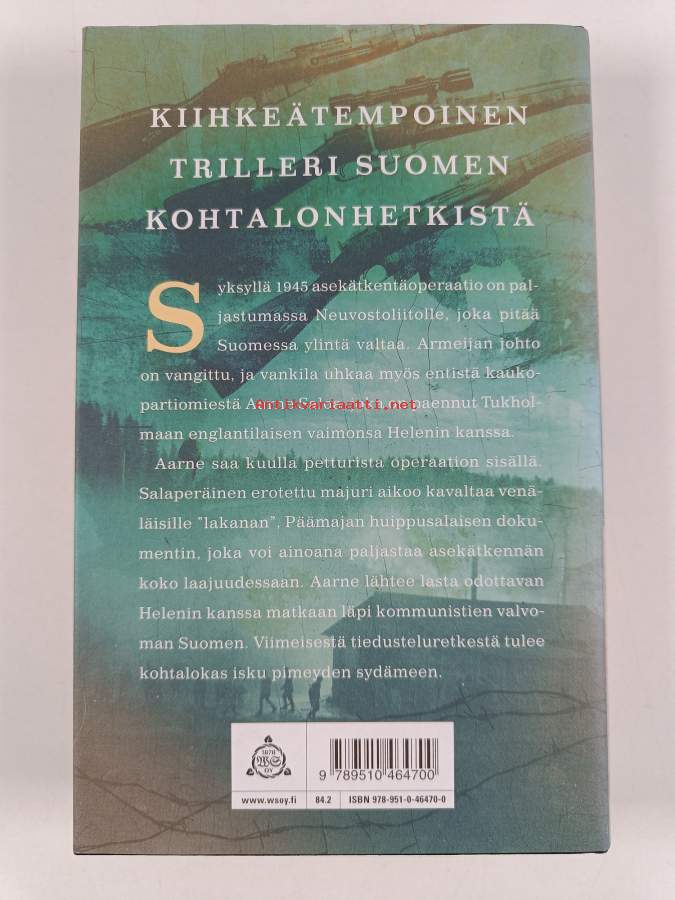 KIIHKEÄTEMPOINEN
TRILLERI SUOMEN
KOHTALONHETKISTÄ
Syksyllä 1945 asekätkentäoperaatio on pal-
jastumassa Neuvostoliitolle, joka pitää
Suomessa ylintä valtaa. Armeijan johto
on vangittu, ja vankila uhkaa myös entistä kauko-
partiomiestä paennut Tukhol-
Antikvariaatti.net
maan englantilaisen vaimonsa Helenin kanssa.
Aarne saa kuulla petturista operaation sisällä.
Salaperäinen erotettu majuri aikoo kavaltaa venä-
läisille "lakanan", Päämajan huippusalaisen doku-
mentin, joka voi ainoana paljastaa asekätkennän
koko laajuudessaan. Aarne lähtee lasta odottavan
Helenin kanssa matkaan läpi kommunistien valvo-
man Suomen. Viimeisestä tiedusteluretkestä tulee
kohtalokas isku pimeyden sydämeen.
1878
WS
OY
9 789510 464700
www.wsoy.fi 84.2 ISBN 978-951-0-46470-0